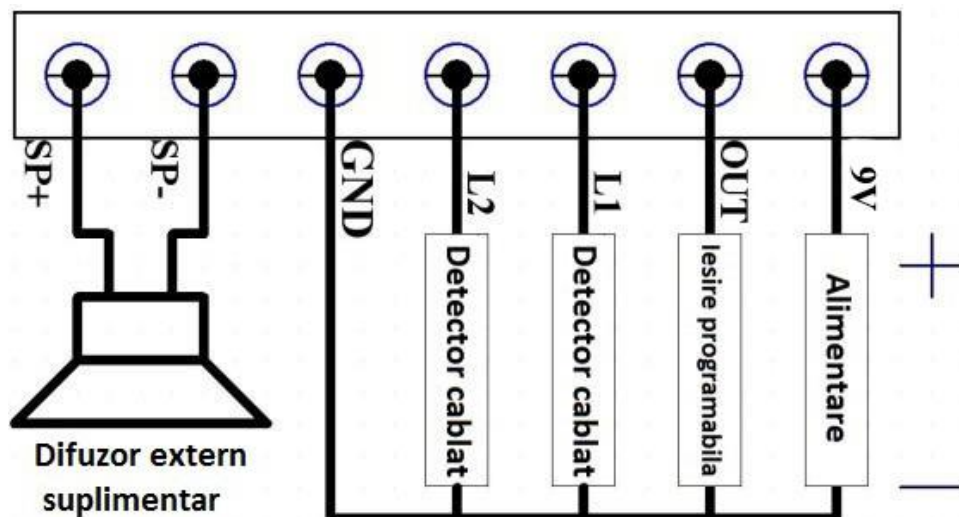 SP+
SP-
GND
L2
L1
OUT
9V
Detector cablat
Detector cablat
Iesire programabila
Alimentare
Difuzor extern
suplimentar